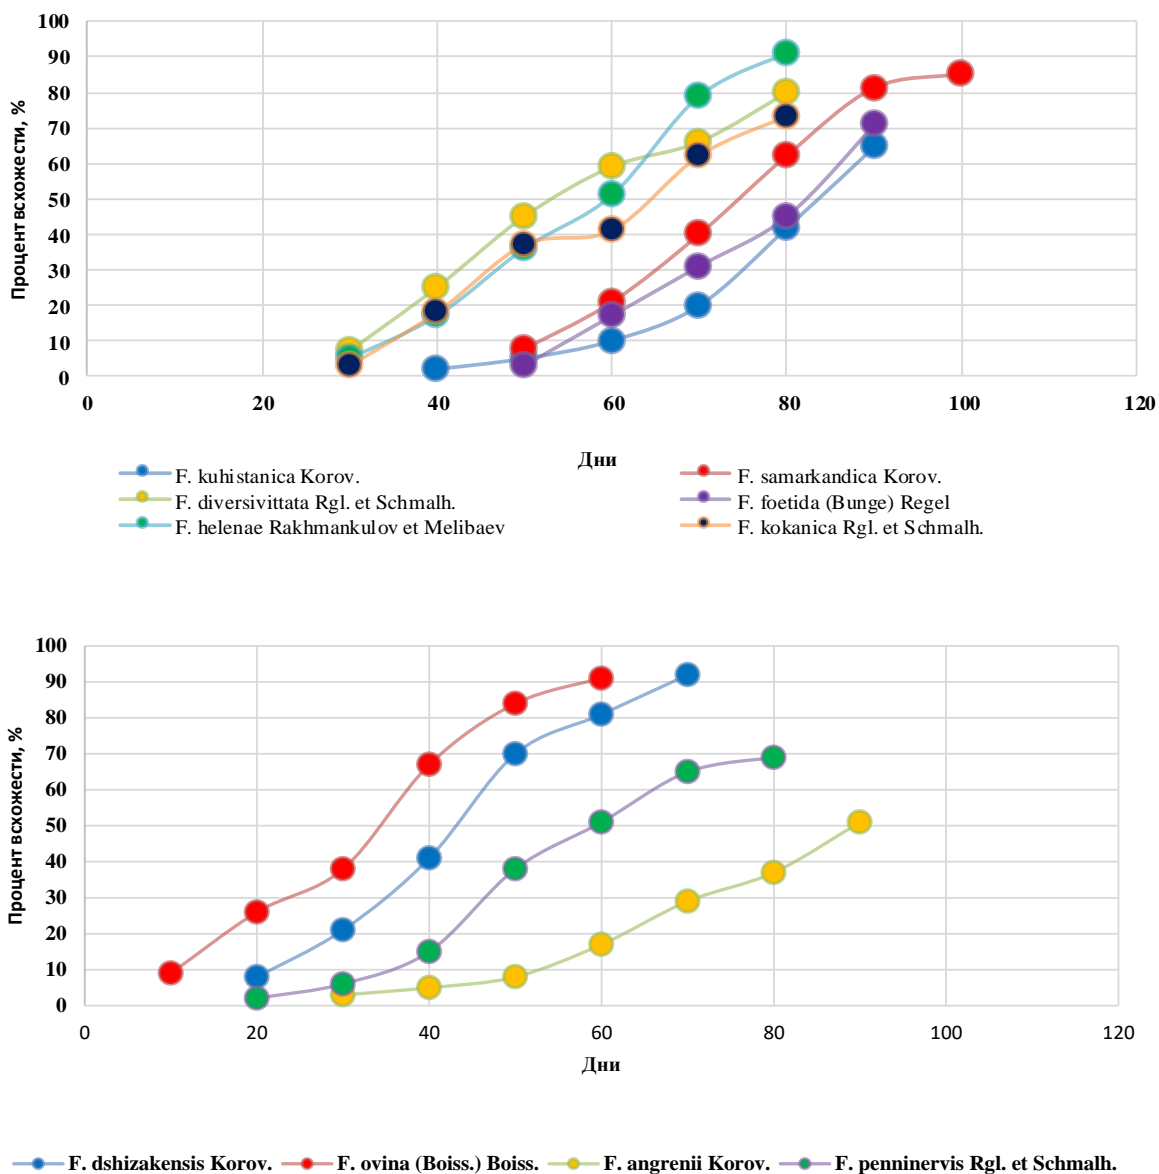 100
90
80
70
60
50
40
30
20
10
0
Процент всхожести, %
0 20 40 60 80 100 120
Дни
F. kuhistanica Korov. F. samarkandica Korov.
F. diversivittata Rgl. et Schmalh. F. foetida (Bunge) Regel
F. helenae Rakhmankulov et Melibaev F. kokanica Rgl. et Schmalh.
100
90
80
70
60
50
40
30
20
10
0
Процент всхожести, %
0 20 40 60 80 100 120
Дни
F. dshizakensis Korov. F. ovina (Boiss.) Boiss. F. angrenii Korov. F. penninervis Rgl. et Schmalh.